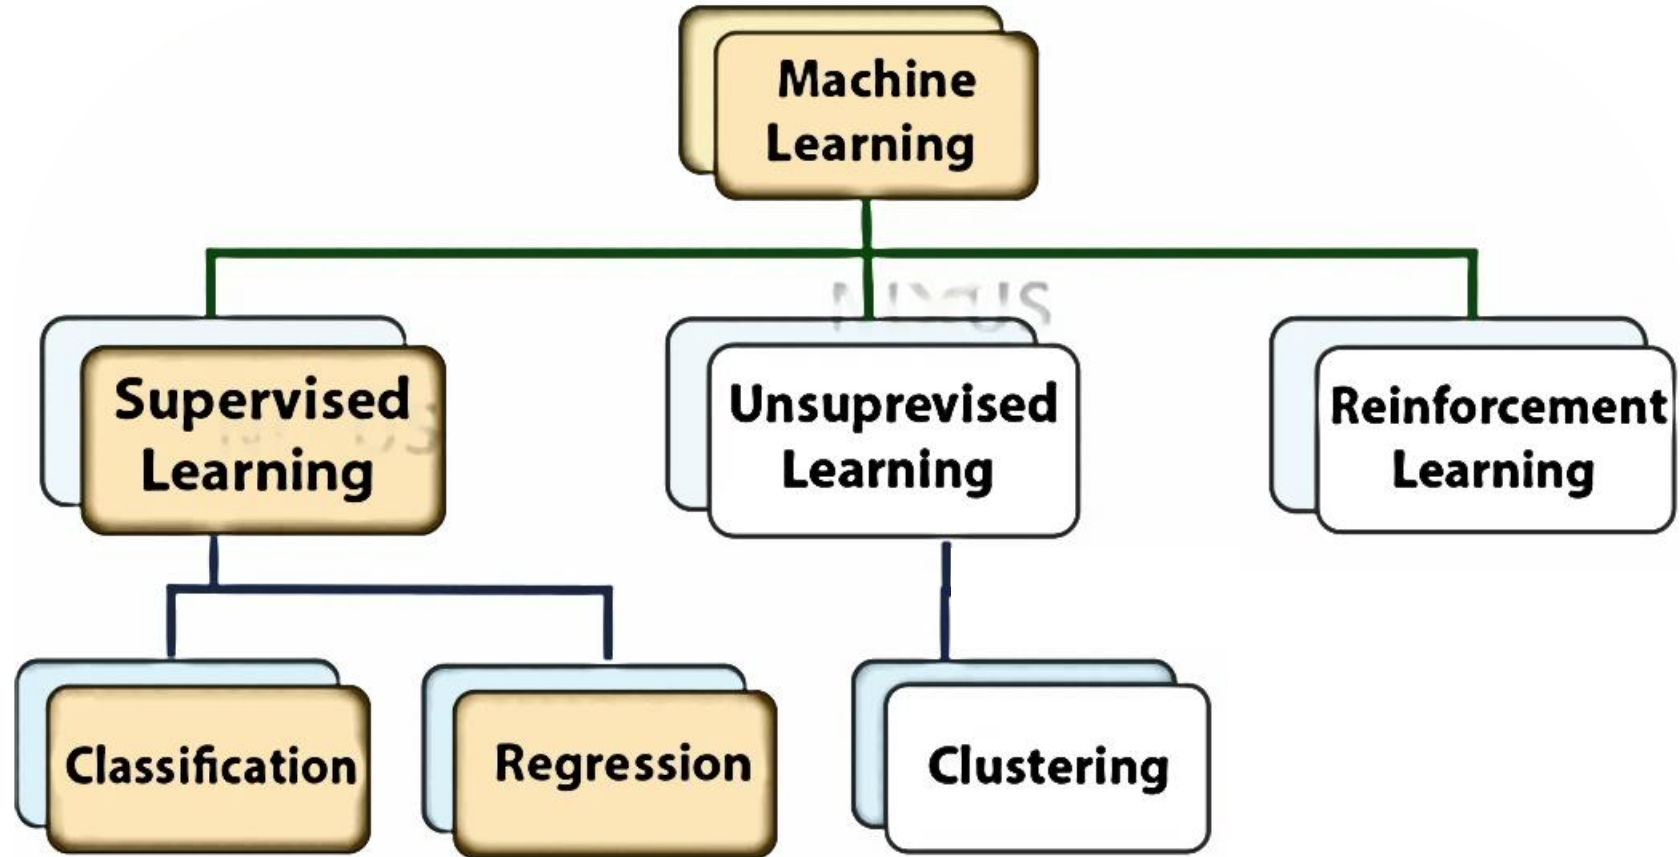 Machine
Learning
Supervised
Learning
Unsuprevised
Learning
Reinforcement
Learning
Classification
Regression
Clustering